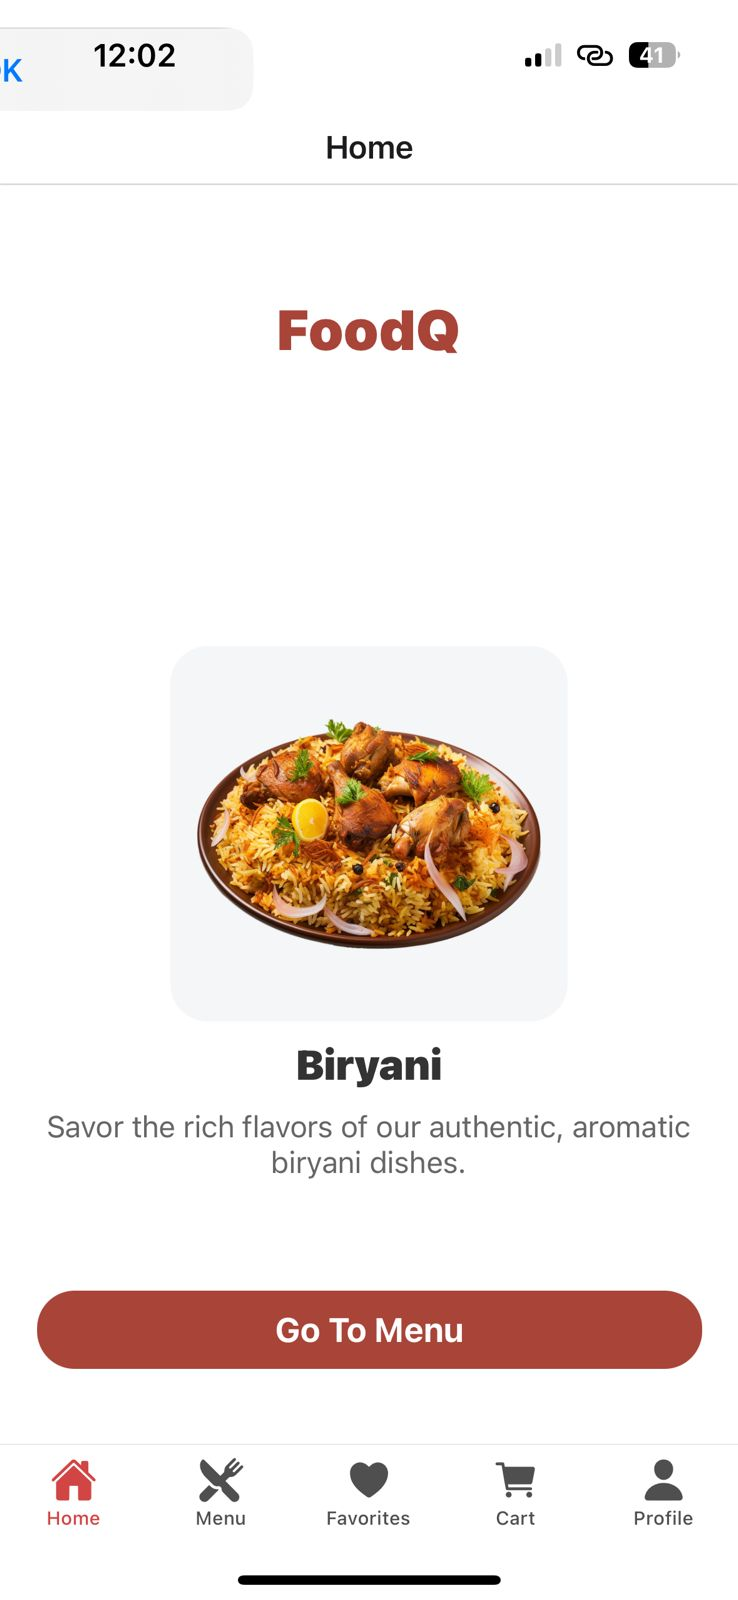 12:02
41
Home
FoodQ
Biryani
Savor the rich flavors of our authentic, aromatic
biryani dishes.
Go To Menu
Home
Menu
Favorites
Cart
Profile